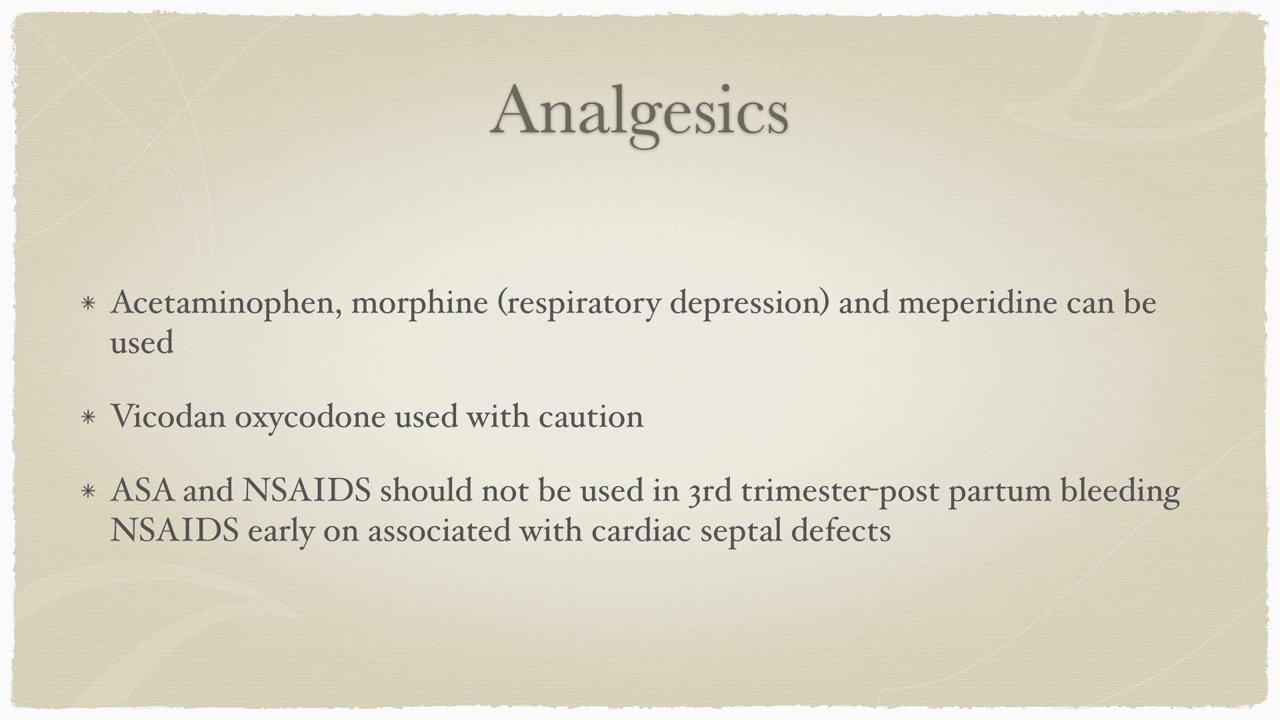 Analgesics
* Acetaminophen, morphine (respiratory depression) and meperidine can be
used
* Vicodan oxycodone used with caution
* ASA and NSAIDS should not be used in 3rd trimester-post partum bleeding
NSAIDS early on associated with cardiac septal defects